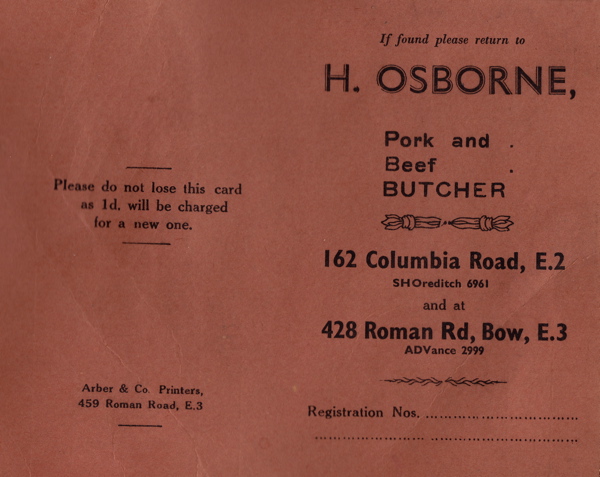 Please do not lose this card
as 1d. will be charged
for a new one.
Arber & Co. Printers,
459 Roman Road, E.3
If found please return to
H. OSBORNE,
Pork and .
Beef .
BUTCHER
162 Columbia Road, E.2
SHOreditch 6961
and at
428 Roman Rd, Bow, E.3
ADVance 2999
Registration Nos. ................................
................................................